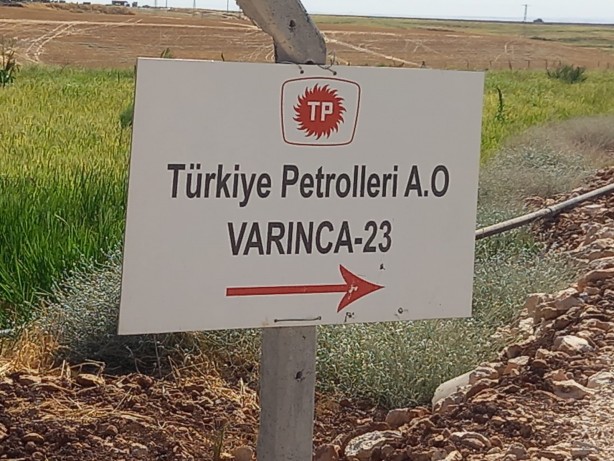 TP
Türkiye Petrolleri A.O
VARINCA-23